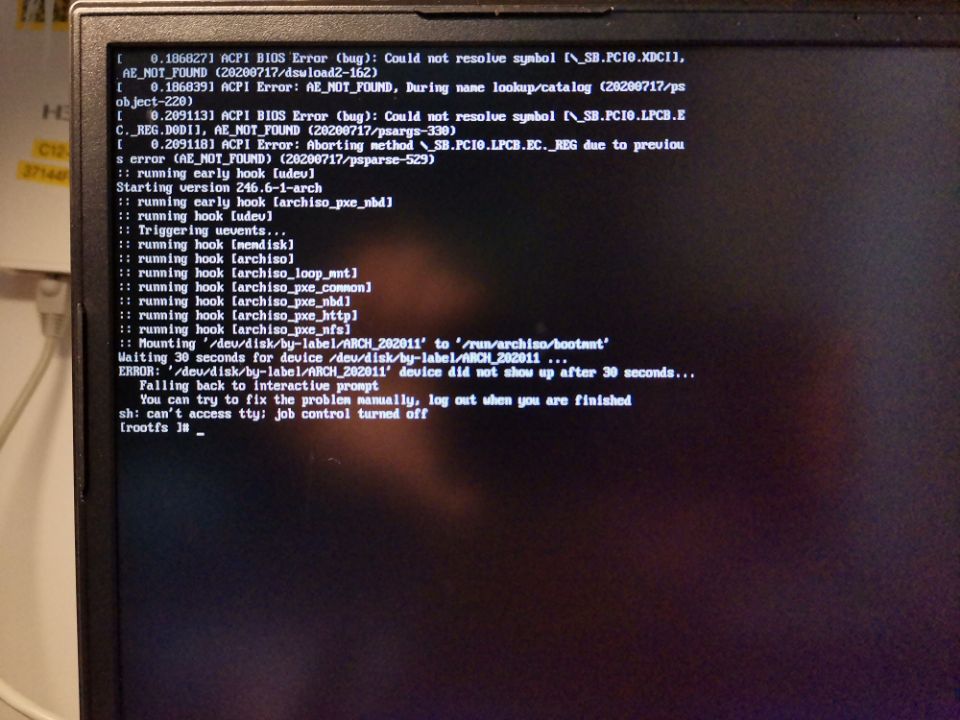 [    0.186827] ACPI BIOS Error (bug): Could not resolve symbol [\_SB.PCI0.XDCI],
 AE_NOT_FOUND (20200717/dswload2-162)
[    0.186839] ACPI Error: AE_NOT_FOUND, During name lookup/catalog (20200717/ps
object-220)
[    0.209113] ACPI BIOS Error (bug): Could not resolve symbol [\_SB.PCI0.LPCB.E
C._REG.D0DI], AE_NOT_FOUND (20200717/psargs-330)
[    0.209118] ACPI Error: Aborting method \_SB.PCI0.LPCB.EC._REG due to previou
s error (AE_NOT_FOUND) (20200717/psparse-529)
:: running early hook [udev]
Starting version 246.6-1-arch
:: running early hook [archiso_pxe_nbd]
:: running hook [udev]
:: Triggering uevents...
:: running hook [memdisk]
:: running hook [archiso]
:: running hook [archiso_loop_mnt]
:: running hook [archiso_pxe_common]
:: running hook [archiso_pxe_nbd]
:: running hook [archiso_pxe_http]
:: running hook [archiso_pxe_nfs]
:: Mounting '/dev/disk/by-label/ARCH_202011' to '/run/archiso/bootmnt'
Waiting 30 seconds for device /dev/disk/by-label/ARCH_202011 ...
ERROR: '/dev/disk/by-label/ARCH_202011' device did not show up after 30 seconds...
   Falling back to interactive prompt
   You can try to fix the problem manually, log out when you are finished
sh: can't access tty; job control turned off
[rootfs ]# _
C12-
37144F